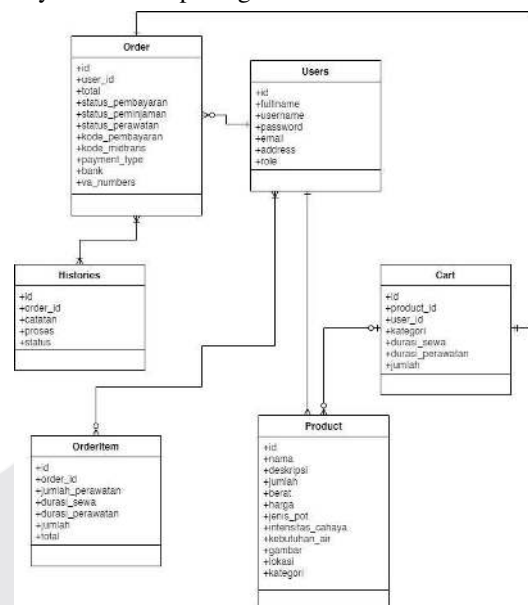 Order
+id
+user_id
+total
+status_pembayaran
+status_peminjaman
+status_perawatan
+kode_pembayaran
+kode_midtrans
+payment_type
+bank
+va_numbers
Users
+id
+fullname
+username
+password
+email
+address
+role
Histories
+id
+order_id
+catatan
+proses
+status
Cart
+id
+product_id
+user_id
+kategori
+durasi_sewa
+durasi_perawatan
+jumlah
OrderItem
+id
+order_id
+jumlah_perawatan
+durasi_sewa
+durasi_perawatan
+jumlah
+total
Product
+id
+nama
+deskripsi
+jumlah
+berat
+harga
+jenis_pot
+intensitas_cahaya
+kebutuhan_air
+gambar
+lokasi
+kategori